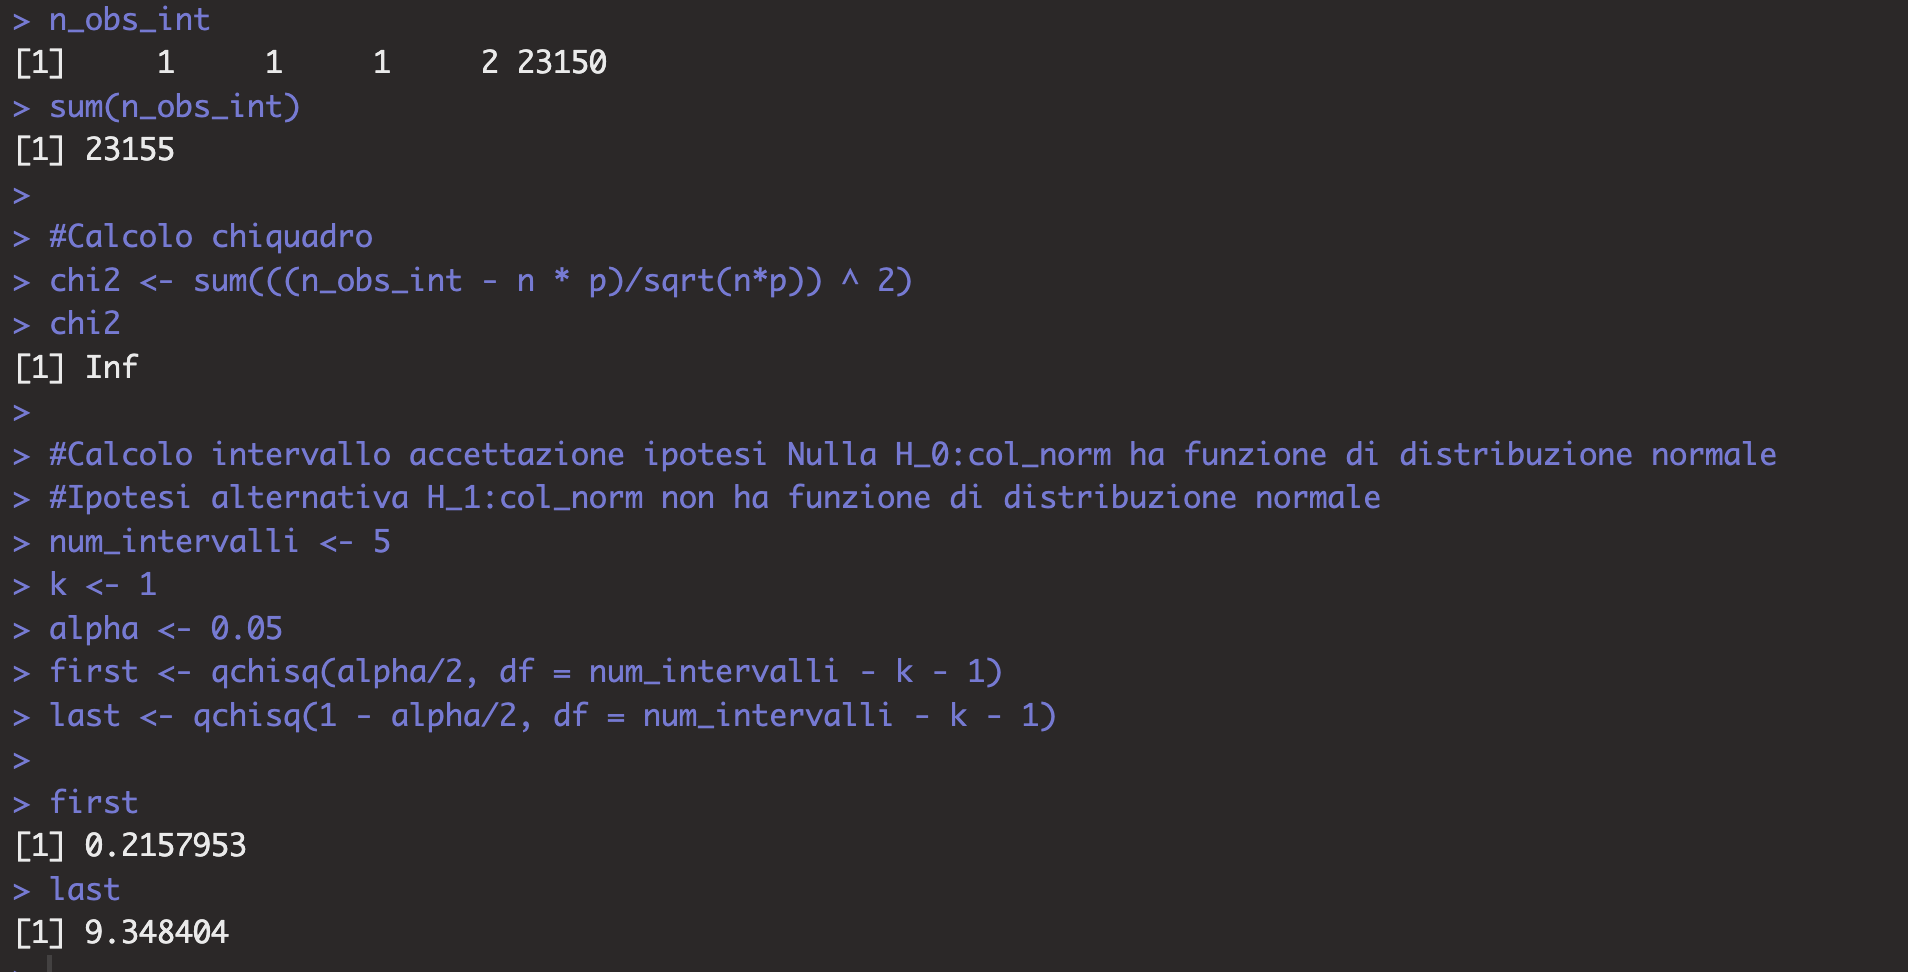 > n_obs_int
[1]     1     1     1     2 23150
> sum(n_obs_int)
[1] 23155
>
> #Calcolo chiquadro
> chi2 <- sum(((n_obs_int - n * p)/sqrt(n*p)) ^ 2)
> chi2
[1] Inf
>
> #Calcolo intervallo accettazione ipotesi Nulla H_0:col_norm ha funzione di distribuzione normale
> #Ipotesi alternativa H_1:col_norm non ha funzione di distribuzione normale
> num_intervalli <- 5
> k <- 1
> alpha <- 0.05
> first <- qchisq(alpha/2, df = num_intervalli - k - 1)
> last <- qchisq(1 - alpha/2, df = num_intervalli - k - 1)
>
> first
[1] 0.2157953
> last
[1] 9.348404
>